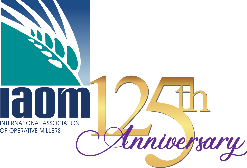 iaom
INTERNATIONAL ASSOCIATION
OF OPERATIVE MILLERS
125th
Anniversary